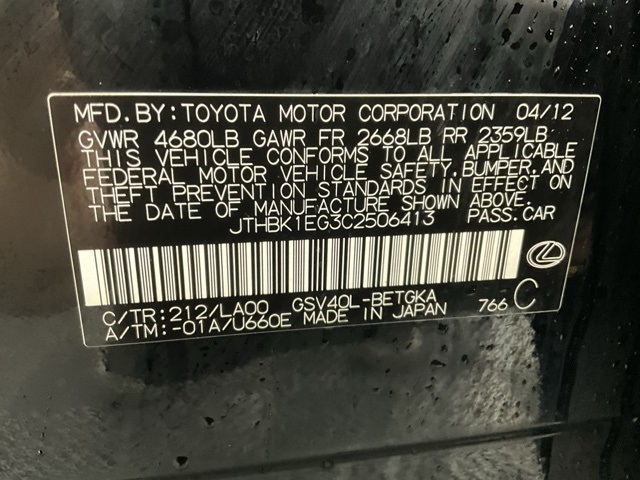 MFD. BY: TOYOTA MOTOR CORPORATION 04/12
GVWR 4680LB GAWR FR 2668LB RR 2359LB
THIS VEHICLE CONFORMS TO ALL APPLICABLE
FEDERAL MOTOR VEHICLE SAFETY, BUMPER, AND
THEFT PREVENTION STANDARDS IN EFFECT ON
THE DATE OF MANUFACTURE SHOWN ABOVE.
JTHBK1EG3C2506413 PASS. CAR
C/TR: 212/LA00 GSV40L-BETGKA 766 C
A/TM: -01A/U660E MADE IN JAPAN